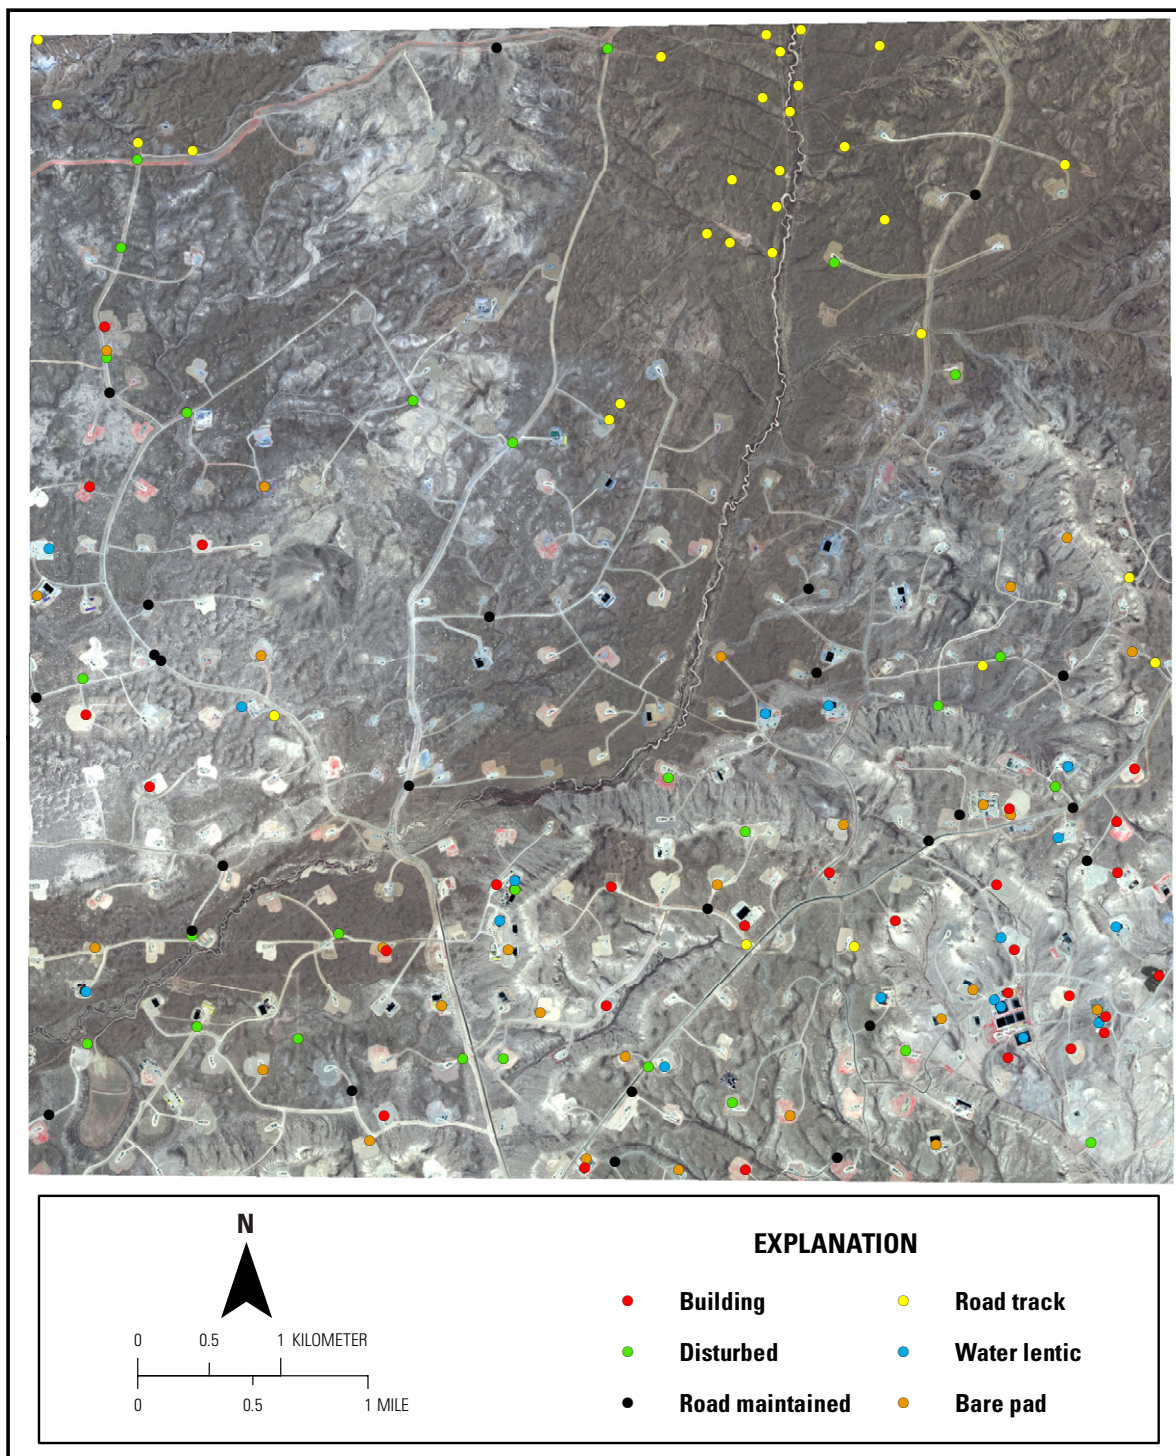 N
0 0.5 1 KILOMETER
0 0.5 1 MILE
EXPLANATION
Building
Disturbed
Road maintained
Road track
Water lentic
Bare pad